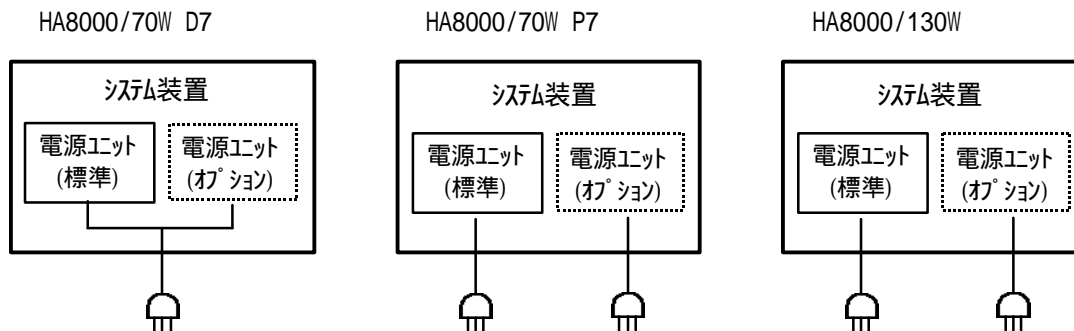 HA8000/70W D7
システム装置
電源ユニット
(標準)
電源ユニット
(オプション)
HA8000/70W P7
システム装置
電源ユニット
(標準)
電源ユニット
(オプション)
HA8000/130W
システム装置
電源ユニット
(標準)
電源ユニット
(オプション)